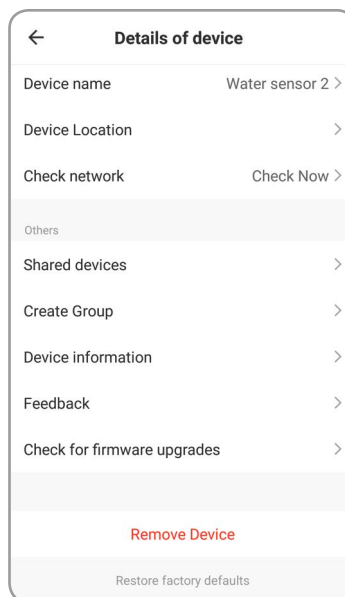 Details of device
Device name Water sensor 2
Device Location
Check network Check Now
Others
Shared devices
Create Group
Device information
Feedback
Check for firmware upgrades
Remove Device
Restore factory defaults